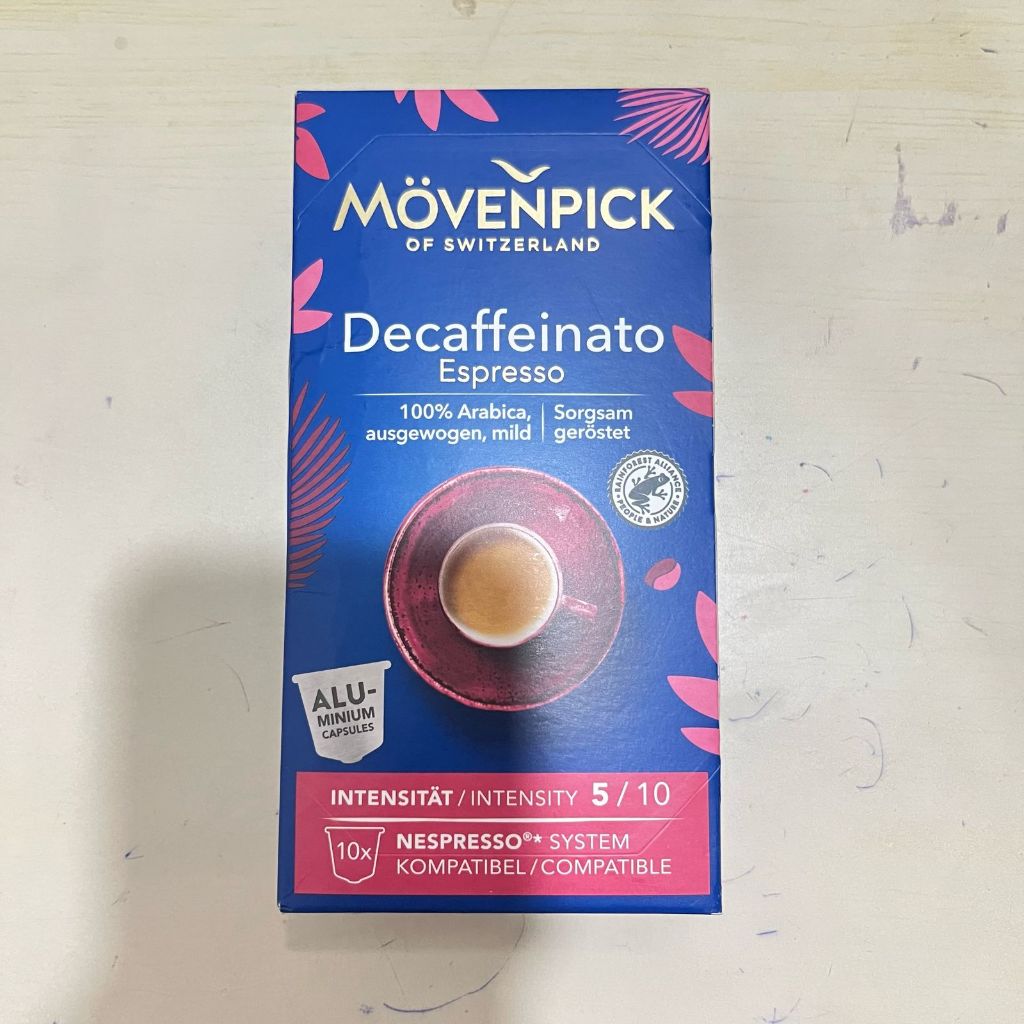 MÖVENPICK
OF SWITZERLAND
Decaffeinato
Espresso
100% Arabica,
ausgewogen, mild
Sorgsam
geröstet
RAINFOREST ALLIANCE
PEOPLE & NATURE
ALU-
MINIUM
CAPSULES
INTENSITÄT / INTENSITY 5 / 10
10x
NESPRESSO®* SYSTEM
KOMPATIBEL / COMPATIBLE